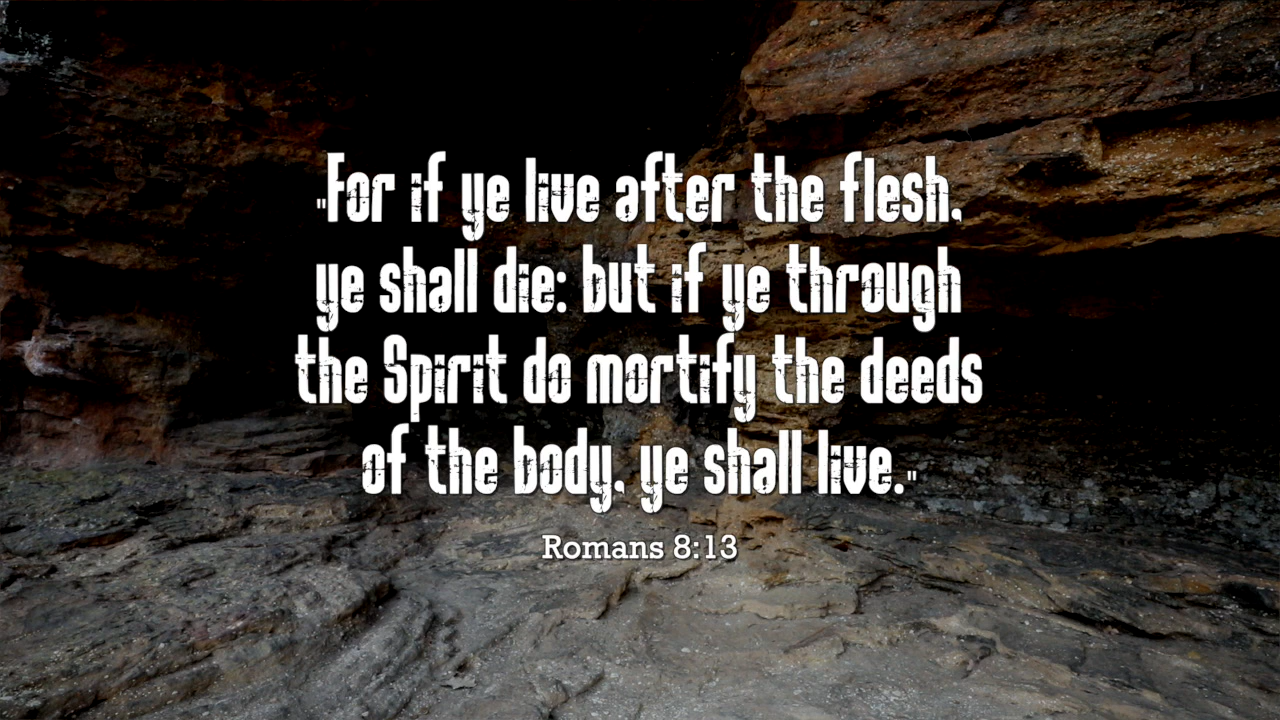 "For if ye live after the flesh,
ye shall die: but if ye through
the Spirit do mortify the deeds
of the body, ye shall live."
Romans 8:13